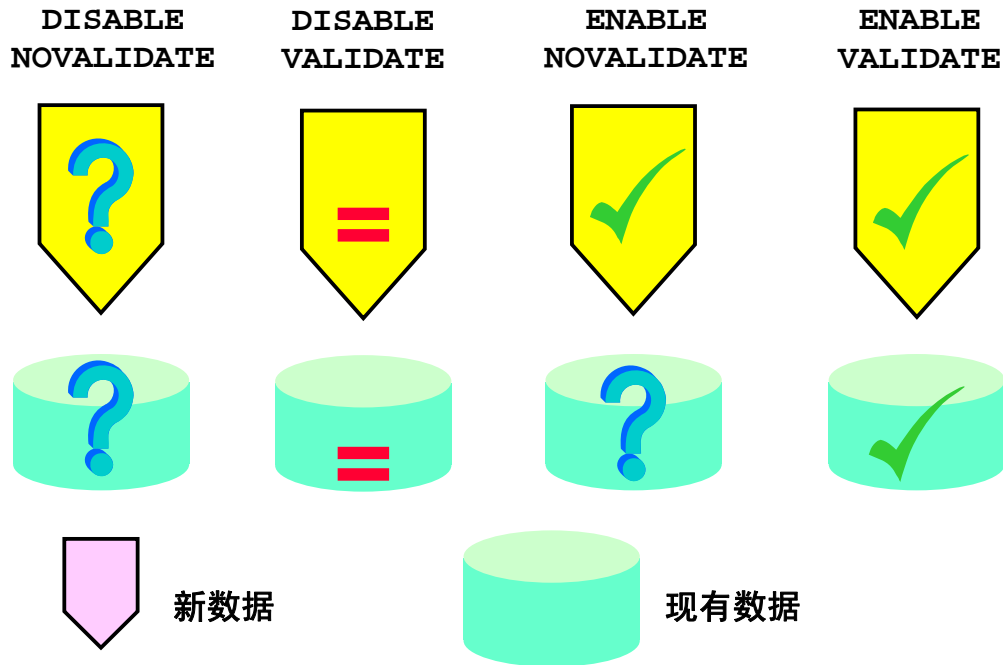 DISABLE
NOVALIDATE
DISABLE
VALIDATE
ENABLE
NOVALIDATE
ENABLE
VALIDATE
?
=
?
=
?
新数据
现有数据